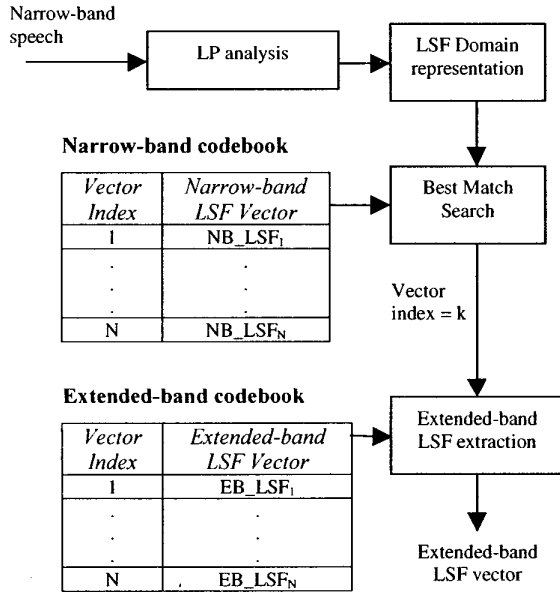 Narrow-band
speech
LP analysis
LSF Domain
representation
Narrow-band codebook
Vector Index | Narrow-band LSF Vector
1 | NB_LSF1
. | .
. | .
. | .
N | NB_LSFN
Best Match
Search
Vector
index = k
Extended-band codebook
Vector Index | Extended-band LSF Vector
1 | EB_LSF1
. | .
. | .
. | .
N | EB_LSFN
Extended-band
LSF extraction
Extended-band
LSF vector